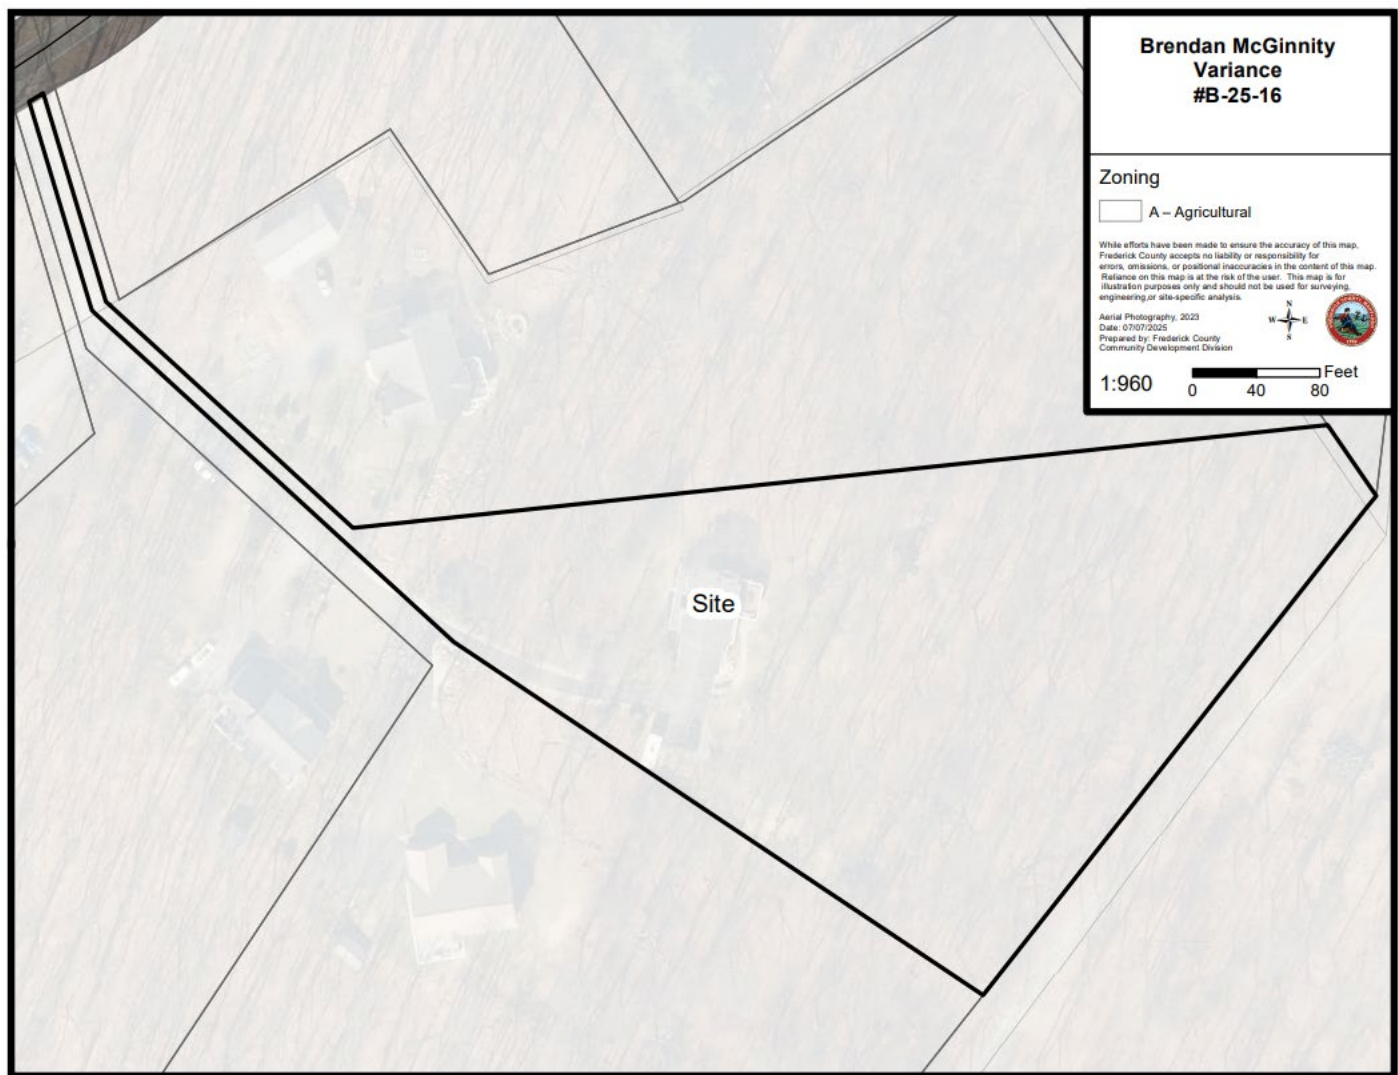 Brendan McGinnity
Variance
#B-25-16
Zoning
A – Agricultural
While efforts have been made to ensure the accuracy of this map,
Frederick County accepts no liability or responsibility for
errors, omissions, or positional inaccuracies in the content of this map.
Reliance on this map is at the risk of the user. This map is for
illustration purposes only and should not be used for surveying,
engineering,or site-specific analysis.
Aerial Photography, 2023
Date: 07/07/2025
Prepared by: Frederick County
Community Development Division
N
W E
S
1:960
Feet
0 40 80
Site